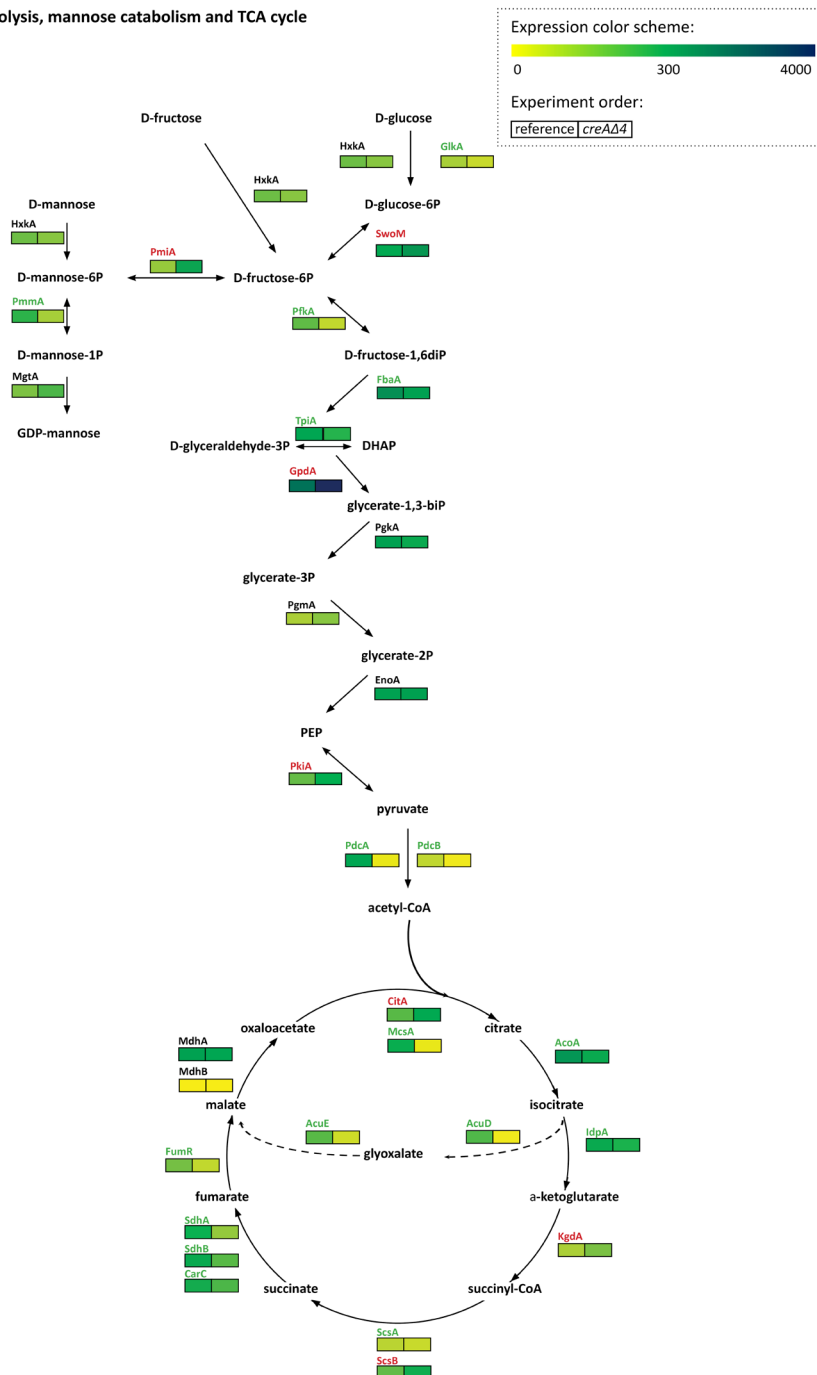 olysis, mannose catabolism and TCA cycle
Expression color scheme:
0 300 4000
Experiment order:
reference creAΔ4
D-fructose D-glucose
HxkA GlkA
HxkA
D-mannose D-glucose-6P
HxkA SwoM
PmiA
D-mannose-6P D-fructose-6P
PmmA PfkA
D-mannose-1P D-fructose-1,6diP
MgtA FbaA
TpiA
GDP-mannose
D-glyceraldehyde-3P DHAP
GpdA
glycerate-1,3-biP
PgkA
glycerate-3P
PgmA
glycerate-2P
EnoA
PEP
PkiA
pyruvate
PdcA PdcB
acetyl-CoA
CitA
oxaloacetate citrate
McsA
MdhA AcoA
MdhB
malate isocitrate
AcuE AcuD
IdpA
glyoxalate
FumR
fumarate a-ketoglutarate
SdhA
KgdA
SdhB
CarC
succinate succinyl-CoA
ScsA
ScsB